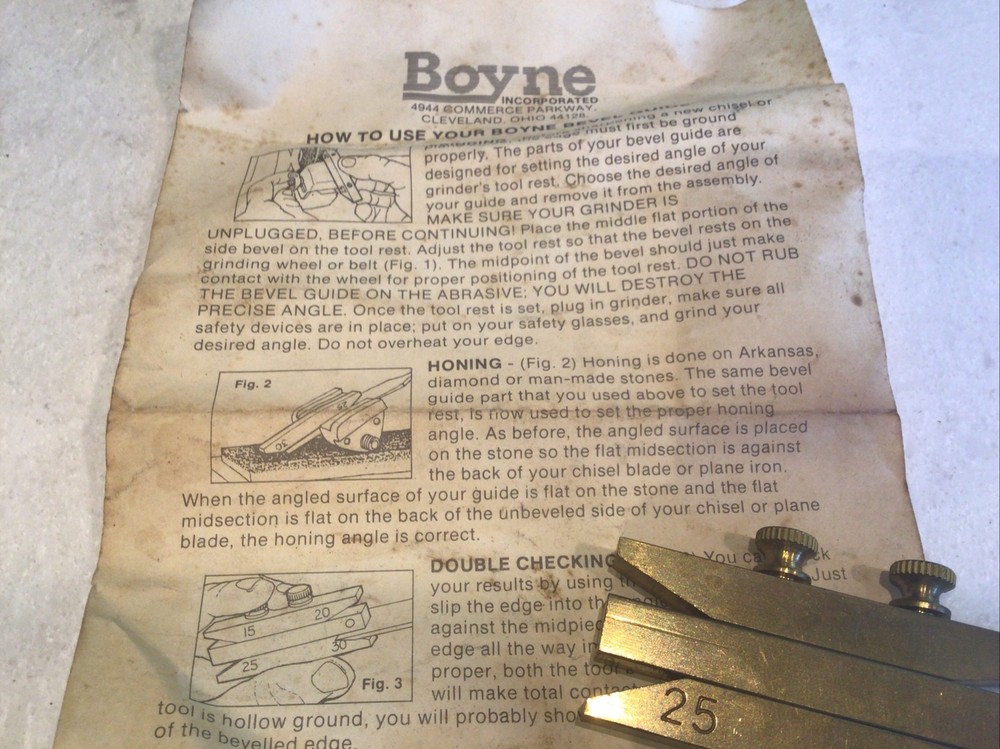 Boyne
INCORPORATED
4944 COMMERCE PARKWAY,
CLEVELAND, OHIO 44128
HOW TO USE YOUR BOYNE BEVEL GUIDE
a new chisel or
must first be ground
properly. The parts of your bevel guide are
designed for setting the desired angle of your
grinder's tool rest. Choose the desired angle of
your guide and remove it from the assembly.
MAKE SURE YOUR GRINDER IS
UNPLUGGED, BEFORE CONTINUING! Place the middle flat portion of the
side bevel on the tool rest. Adjust the tool rest so that the bevel rests on the
grinding wheel or belt (Fig. 1). The midpoint of the bevel should just make
contact with the wheel for proper positioning of the tool rest. DO NOT RUB
THE BEVEL GUIDE ON THE ABRASIVE; YOU WILL DESTROY THE
PRECISE ANGLE. Once the tool rest is set, plug in grinder, make sure all
safety devices are in place; put on your safety glasses, and grind your
desired angle. Do not overheat your edge.
Fig. 2
30
HONING - (Fig. 2) Honing is done on Arkansas,
diamond or man-made stones. The same bevel
guide part that you used above to set the tool
rest, is now used to set the proper honing
angle. As before, the angled surface is placed
on the stone so the flat midsection is against
the back of your chisel blade or plane iron.
When the angled surface of your guide is flat on the stone and the flat
midsection is flat on the back of the unbeveled side of your chisel or plane
blade, the honing angle is correct.
15
20
25
30
Fig. 3
DOUBLE CHECKING You
your results by using Just
slip the edge into
against the
edge all the way
proper, both the
will make total
tool is hollow ground, you will probably
of the bevelled edge.
25